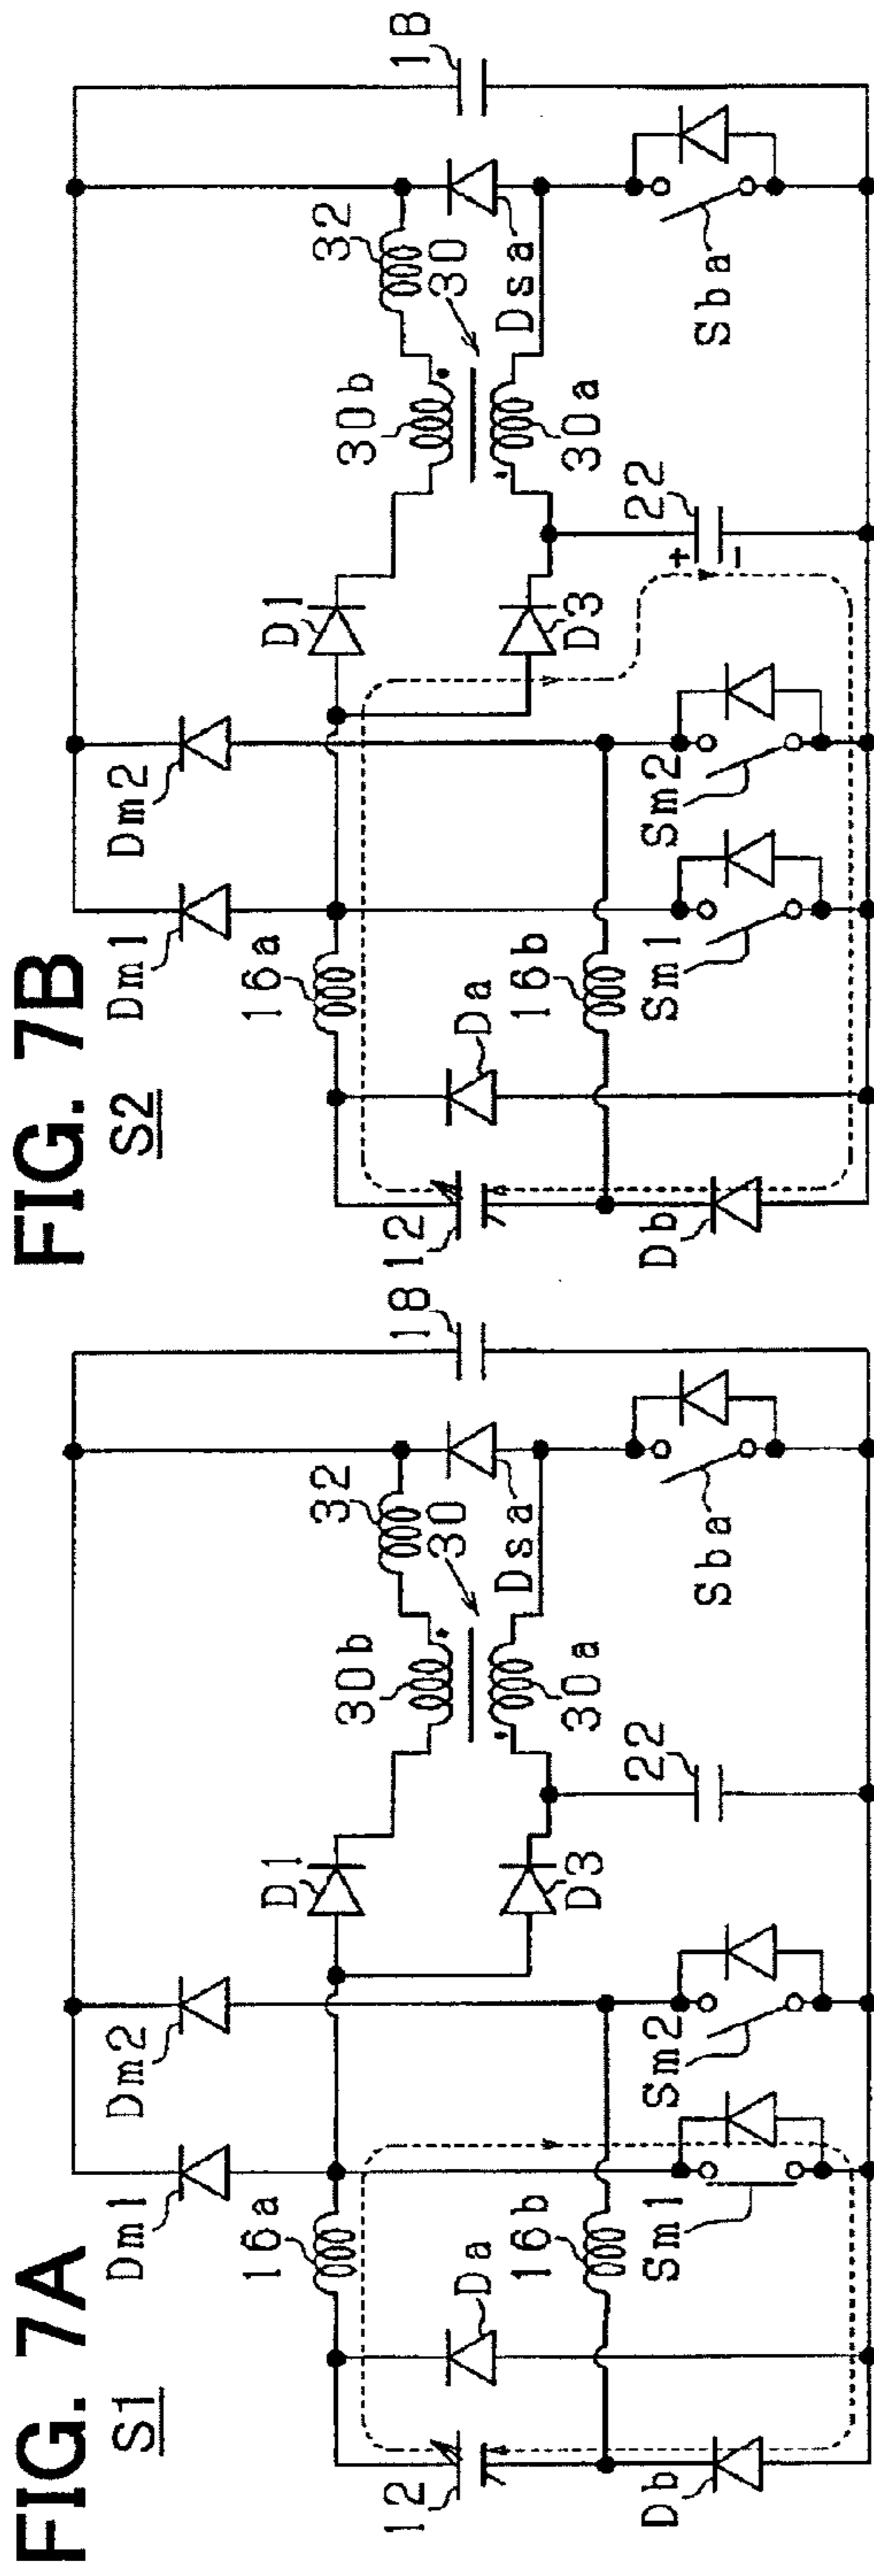 FIG. 7A
S1
Dm1
Dm2
16a
D1
32
18
30b
30
12
Da
16b
D3
30a
Dsa
22
Db
Sm1
Sm2
Sba
FIG. 7B
S2
Dm1
Dm2
16a
D1
32
18
30b
30
12
Da
16b
D3
30a
Dsa
22
+
-
Db
Sm1
Sm2
Sba